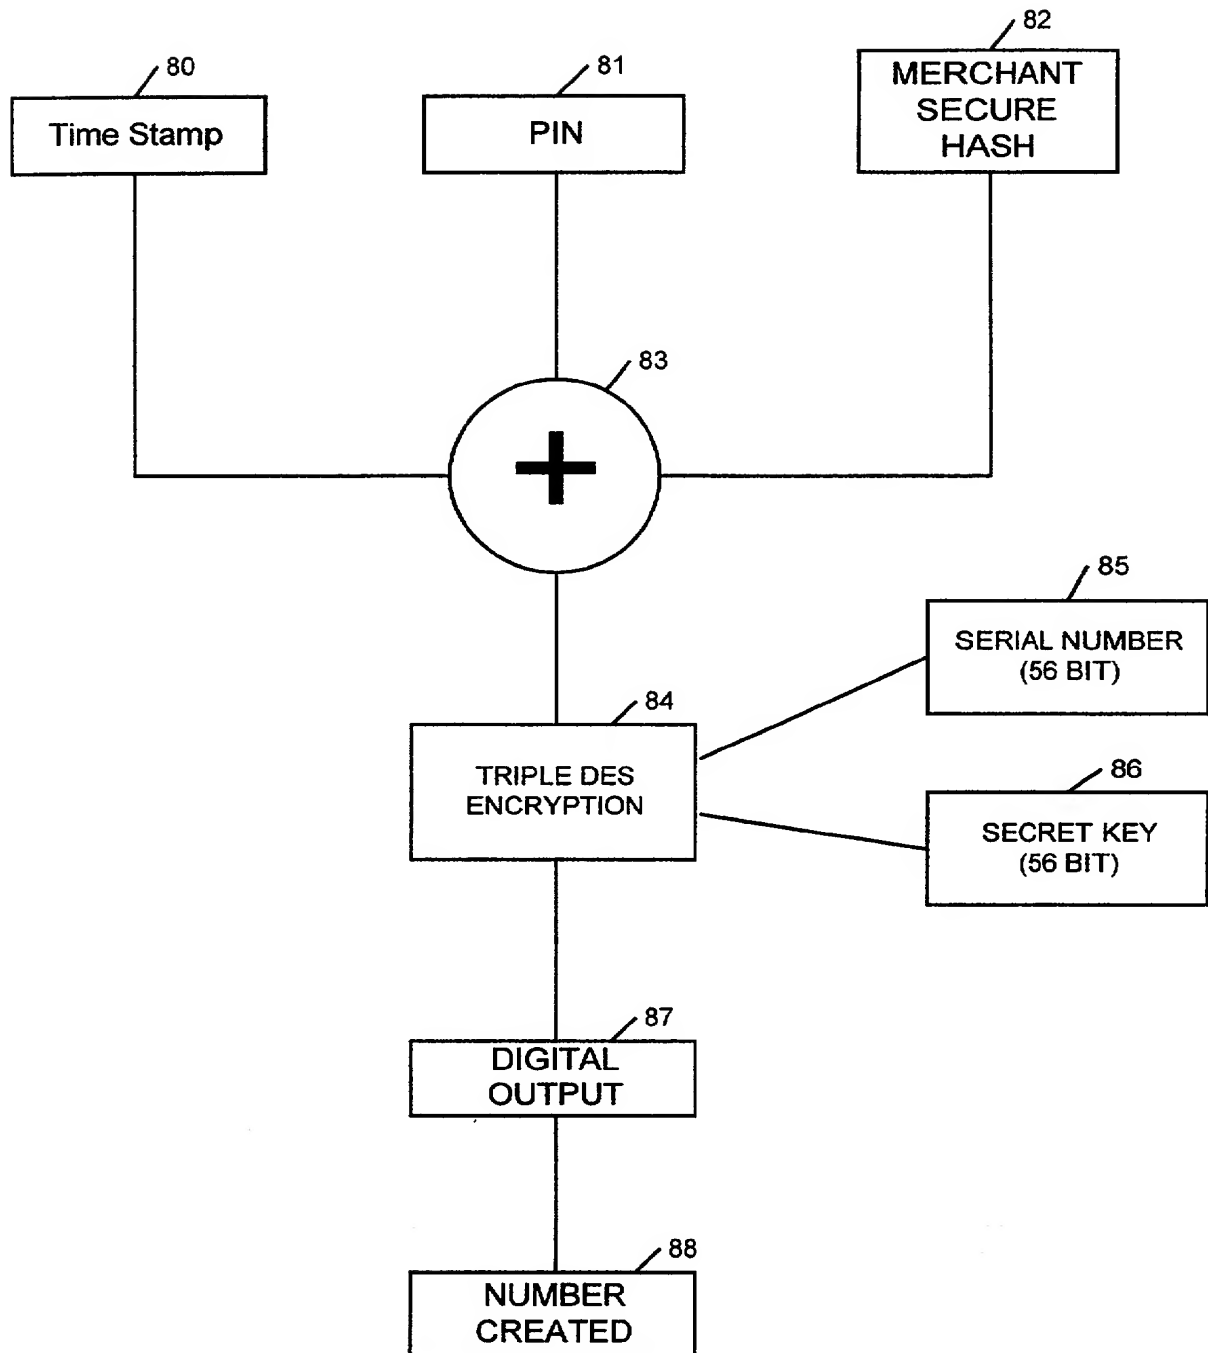 80
81
82
Time Stamp
PIN
MERCHANT
SECURE
HASH
83
+
85
SERIAL NUMBER
(56 BIT)
84
TRIPLE DES
ENCRYPTION
86
SECRET KEY
(56 BIT)
87
DIGITAL
OUTPUT
88
NUMBER
CREATED